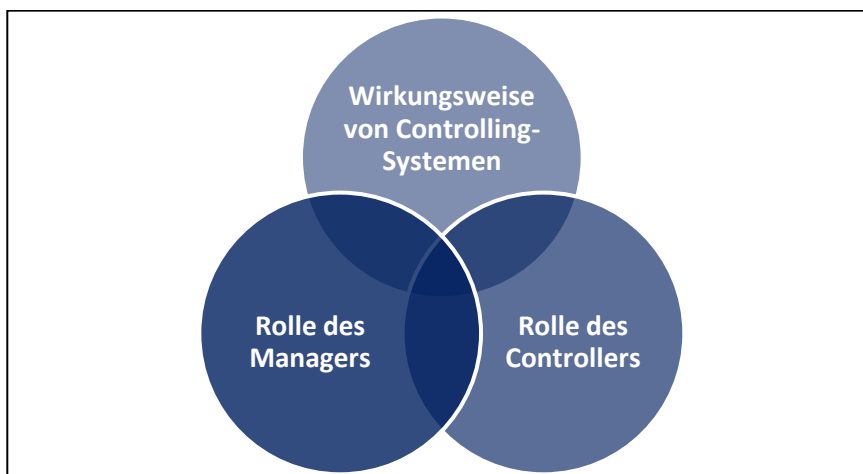 Wirkungsweise
von Controlling-
Systemen
Rolle des
Managers
Rolle des
Controllers